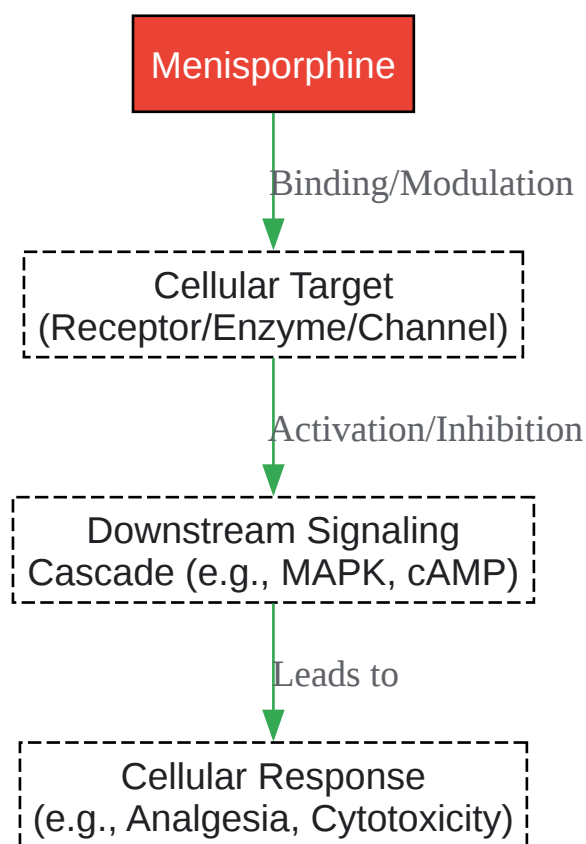 Menisporphine
Binding/Modulation
Cellular Target
(Receptor/Enzyme/Channel)
Activation/Inhibition
Downstream Signaling
Cascade (e.g., MAPK, cAMP)
Leads to
Cellular Response
(e.g., Analgesia, Cytotoxicity)